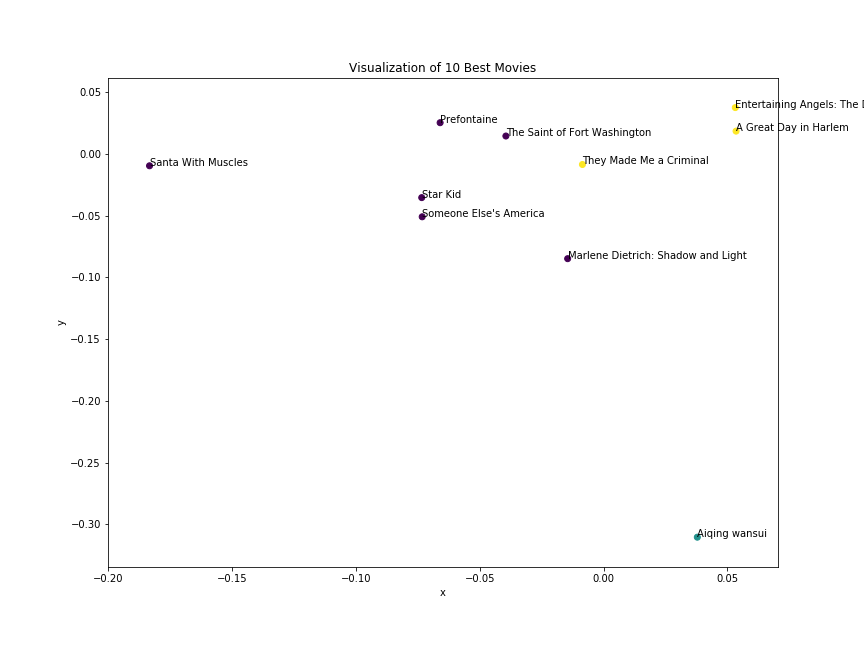 Visualization of 10 Best Movies
0.05
Entertaining Angels: The
Prefontaine
A Great Day in Harlem
The Saint of Fort Washington
0.00
They Made Me a Criminal
Santa With Muscles
Star Kid
−0.05
Someone Else's America
Marlene Dietrich: Shadow and Light
−0.10
y
−0.15
−0.20
−0.25
−0.30
Aiqing wansui
−0.20 −0.15 −0.10 −0.05 0.00 0.05
x